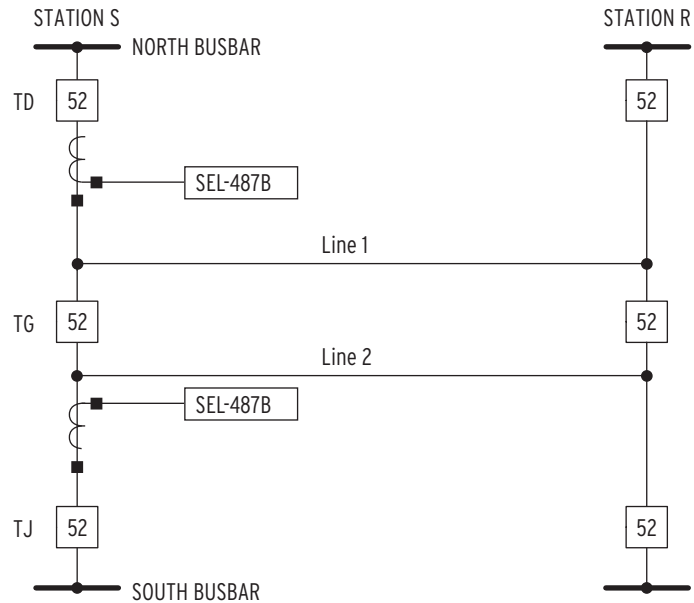 STATION S
STATION R
NORTH BUSBAR
TD
52
52
SEL-487B
Line 1
TG
52
52
Line 2
SEL-487B
TJ
52
52
SOUTH BUSBAR